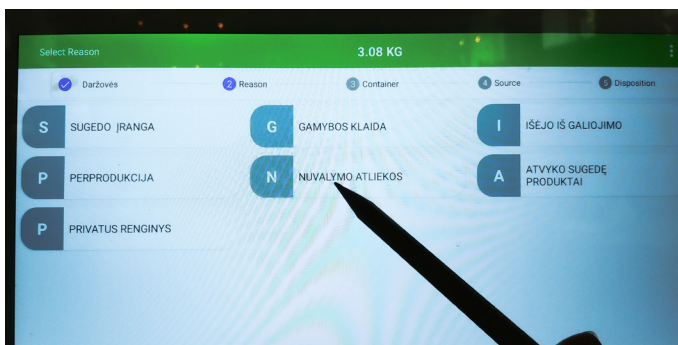 Select Reason
3.08 KG
Daržovės
2 Reason
3 Container
4 Source
5 Disposition
S SUGEDO ĮRANGA
G GAMYBOS KLAIDA
I IŠĖJO IŠ GALIOJIMO
P PERPRODUKCIJA
N NUVALYMO ATLIEKOS
A ATVYKO SUGEDĘ
PRODUKTAI
P PRIVATUS RENGINYS